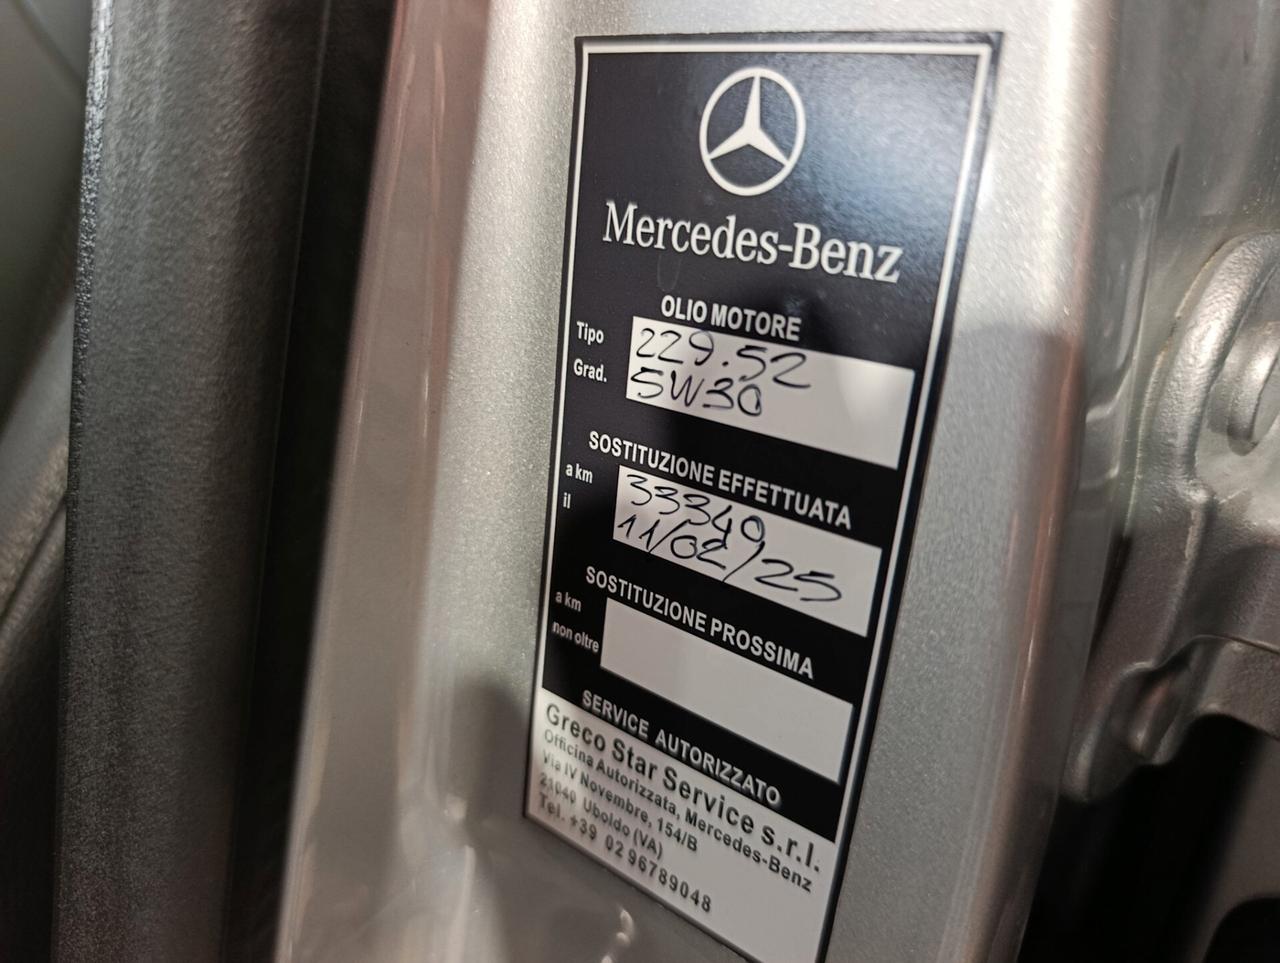 Mercedes-Benz
OLIO MOTORE
Tipo 229.52
Grad. 5W30
SOSTITUZIONE EFFETTUATA
a km 33340
il 11/02/25
SOSTITUZIONE PROSSIMA
a km
non oltre
SERVICE AUTORIZZATO
Greco Star Service s.r.l.
Officina Autorizzata, Mercedes-Benz
Via IV Novembre, 154/B
21040 Uboldo (VA)
Tel. +39 02 96789048